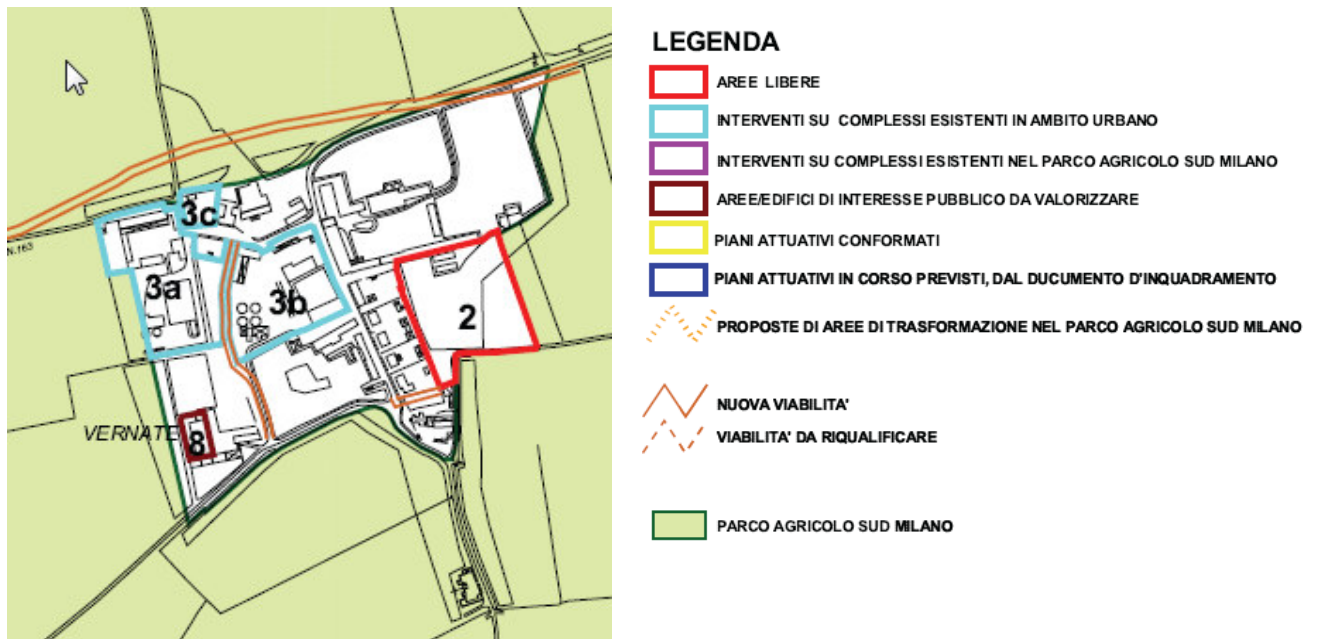 3c
N.163
3a
3b
2
VERNATE
8
LEGENDA
AREE LIBERE
INTERVENTI SU COMPLESSI ESISTENTI IN AMBITO URBANO
INTERVENTI SU COMPLESSI ESISTENTI NEL PARCO AGRICOLO SUD MILANO
AREE/EDIFICI DI INTERESSE PUBBLICO DA VALORIZZARE
PIANI ATTUATIVI CONFORMATI
PIANI ATTUATIVI IN CORSO PREVISTI, DAL DUCUMENTO D'INQUADRAMENTO
PROPOSTE DI AREE DI TRASFORMAZIONE NEL PARCO AGRICOLO SUD MILANO
NUOVA VIABILITA'
VIABILITA' DA RIQUALIFICARE
PARCO AGRICOLO SUD MILANO